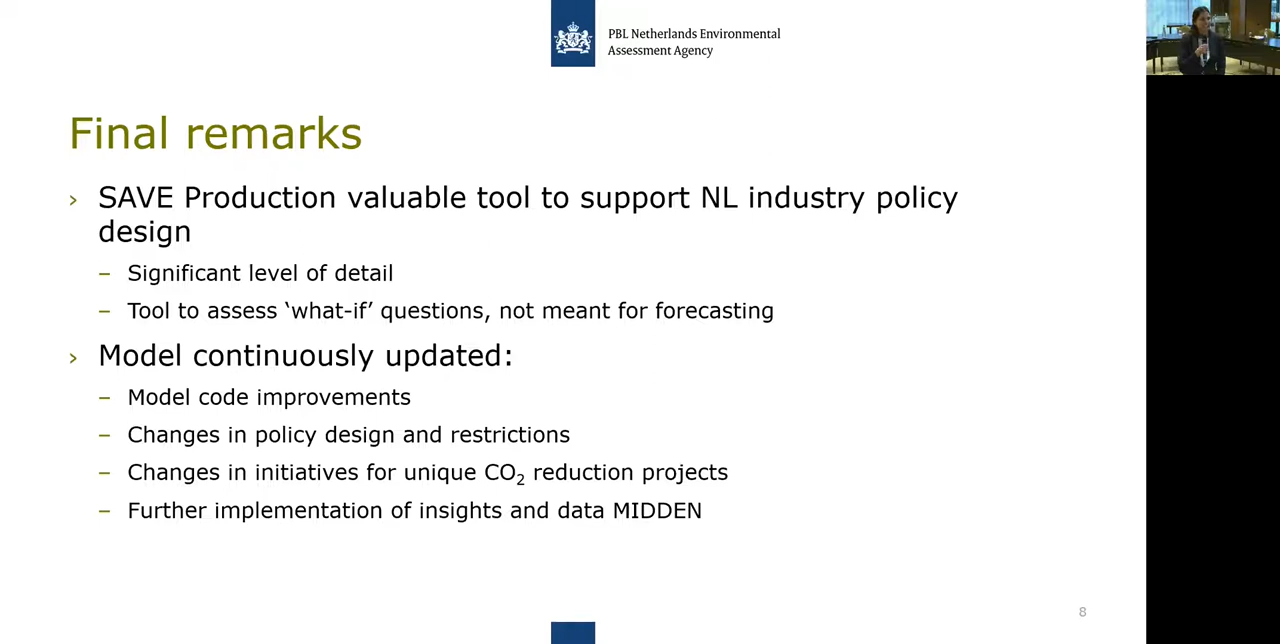 PBL Netherlands Environmental
Assessment Agency
Final remarks
› SAVE Production valuable tool to support NL industry policy
design
– Significant level of detail
– Tool to assess ‘what-if’ questions, not meant for forecasting
› Model continuously updated:
– Model code improvements
– Changes in policy design and restrictions
– Changes in initiatives for unique CO₂ reduction projects
– Further implementation of insights and data MIDDEN
8